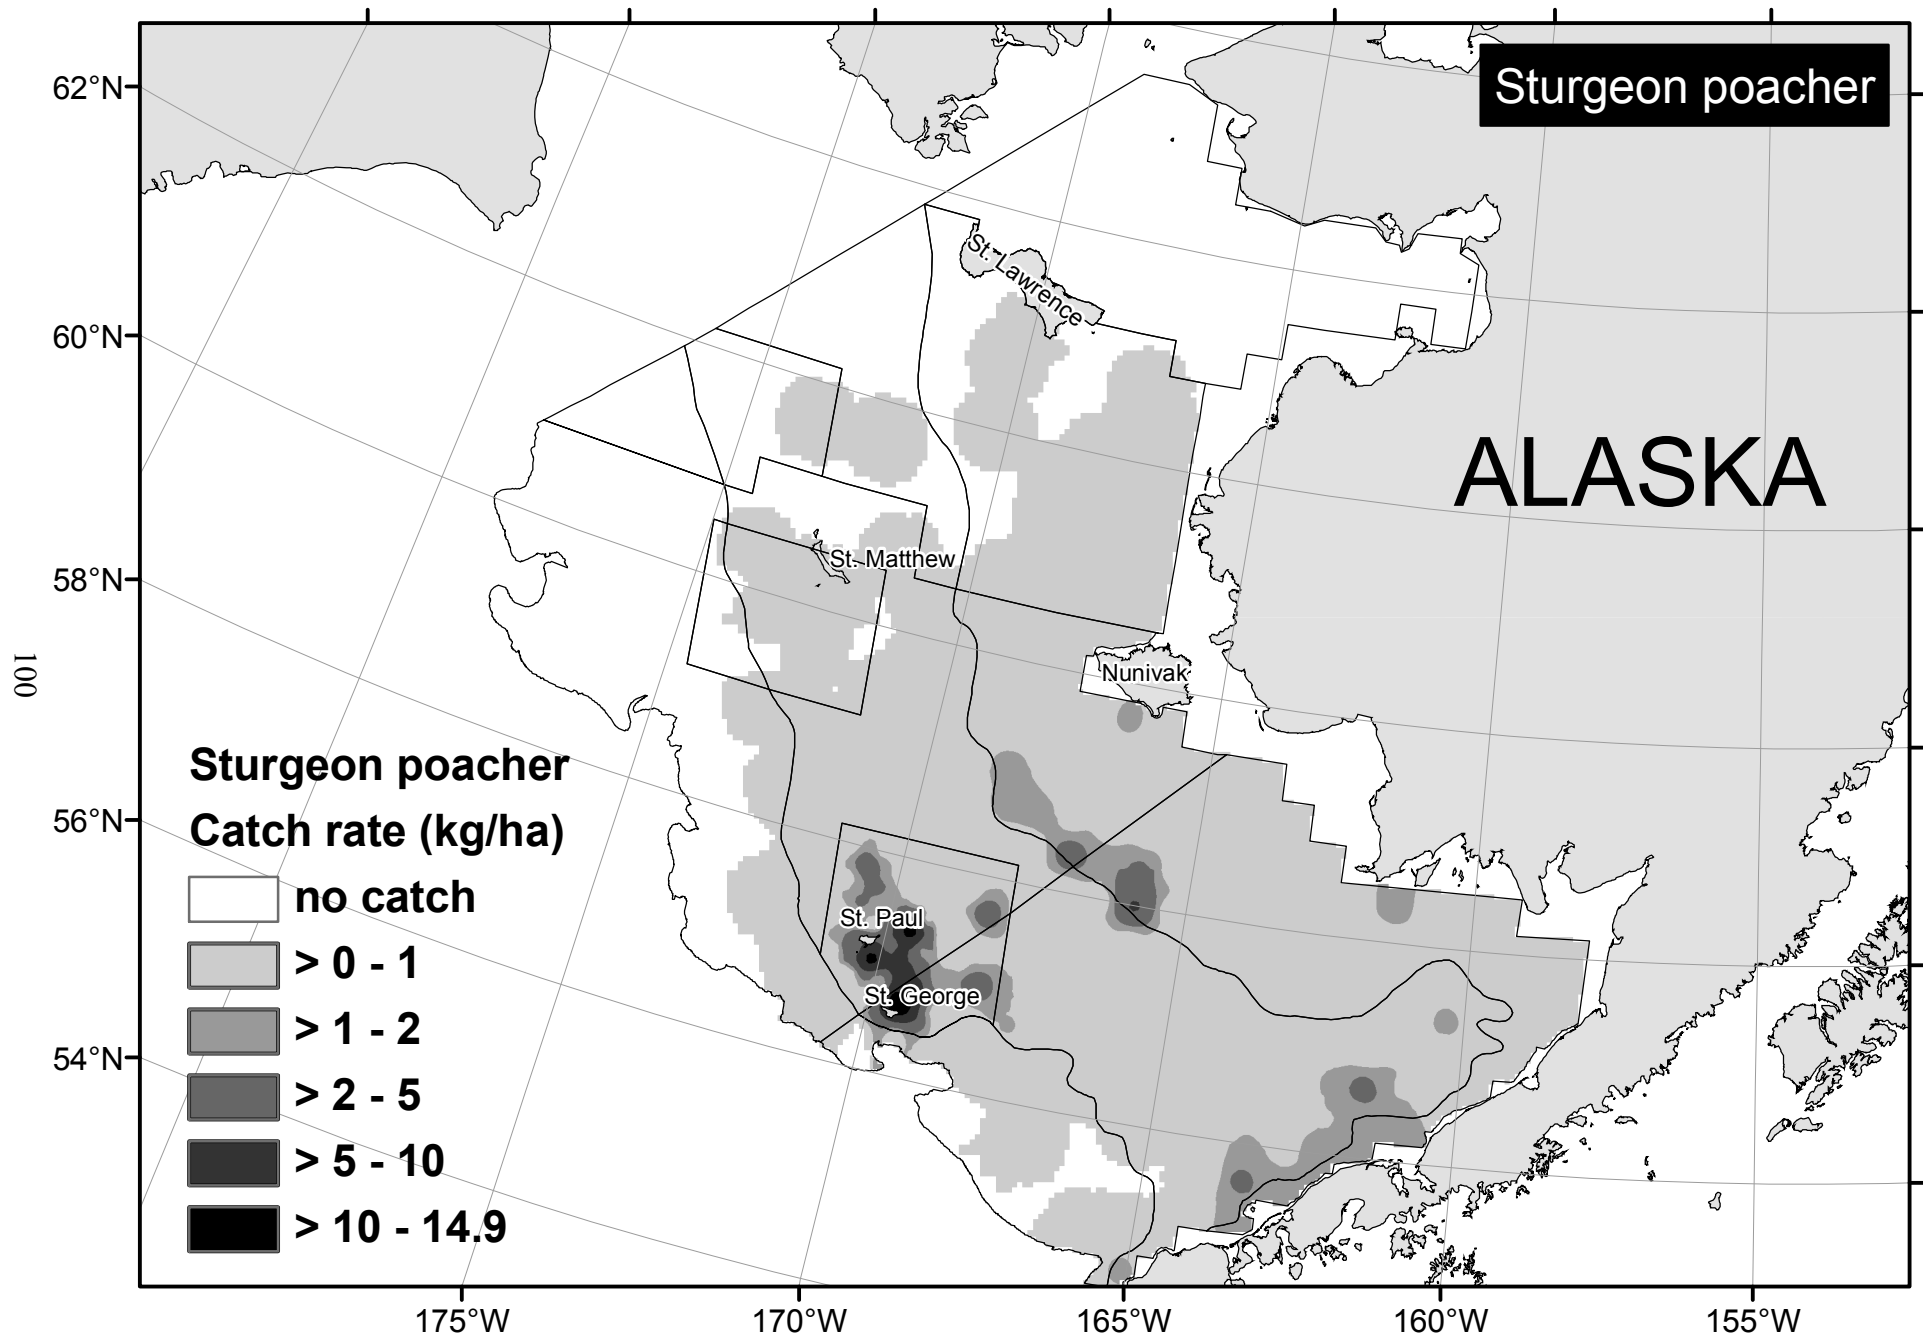 Sturgeon poacher
62°N
60°N
58°N
56°N
54°N
St. Lawrence
ALASKA
St. Matthew
Nunivak
St. Paul
St. George
100
Sturgeon poacher
Catch rate (kg/ha)
no catch
> 0 - 1
> 1 - 2
> 2 - 5
> 5 - 10
> 10 - 14.9
175°W
170°W
165°W
160°W
155°W